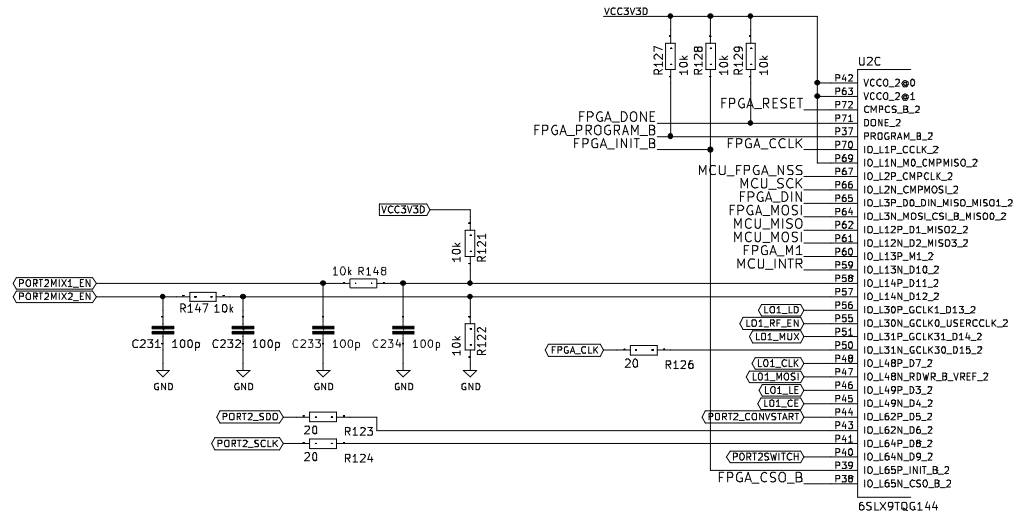 VCC3V3D
R127 10k R128 10k R129 10k
U2C
P42 VCCO_2@0
P63 VCCO_2@1
FPGA_RESET P72 CMPCS_B_2
FPGA_DONE P71 DONE_2
FPGA_PROGRAM_B P37 PROGRAM_B_2
FPGA_INIT_B FPGA_CCLK P70 IO_L1P_CCLK_2
P69 IO_L1N_M0_CMPMISO_2
MCU_FPGA_NSS P67 IO_L2P_CMPCLK_2
MCU_SCK P66 IO_L2N_CMPMOSI_2
FPGA_DIN P65 IO_L3P_D0_DIN_MISO_MISO1_2
FPGA_MOSI P64 IO_L3N_MOSI_CSI_B_MISO0_2
MCU_MISO P62 IO_L12P_D1_MISO2_2
MCU_MOSI P61 IO_L12N_D2_MISO3_2
FPGA_M1 P60 IO_L13P_M1_2
MCU_INTR P59 IO_L13N_D10_2
VCC3V3D
10k R121
PORT2MIX1_EN 10k R148 P58 IO_L14P_D11_2
PORT2MIX2_EN R147 10k P57 IO_L14N_D12_2
LO1_LD P56 IO_L30P_GCLK1_D13_2
LO1_RF_EN P55 IO_L30N_GCLK0_USERCCLK_2
LO1_MUX P51 IO_L31P_GCLK31_D14_2
C231 100p C232 100p C233 100p C234 100p 10k R122
FPGA_CLK 20 R126 P50 IO_L31N_GCLK30_D15_2
LO1_CLK P48 IO_L48P_D7_2
LO1_MOSI P47 IO_L48N_RDWR_B_VREF_2
GND GND GND GND GND
LO1_LE P46 IO_L49P_D3_2
LO1_CE P45 IO_L49N_D4_2
PORT2_SDO 20 R123 PORT2_CONVSTART P44 IO_L62P_D5_2
P43 IO_L62N_D6_2
PORT2_SCLK 20 R124 P41 IO_L64P_D8_2
PORT2SWITCH P40 IO_L64N_D9_2
P39 IO_L65P_INIT_B_2
FPGA_CSO_B P38 IO_L65N_CSO_B_2
6SLX9TQG144